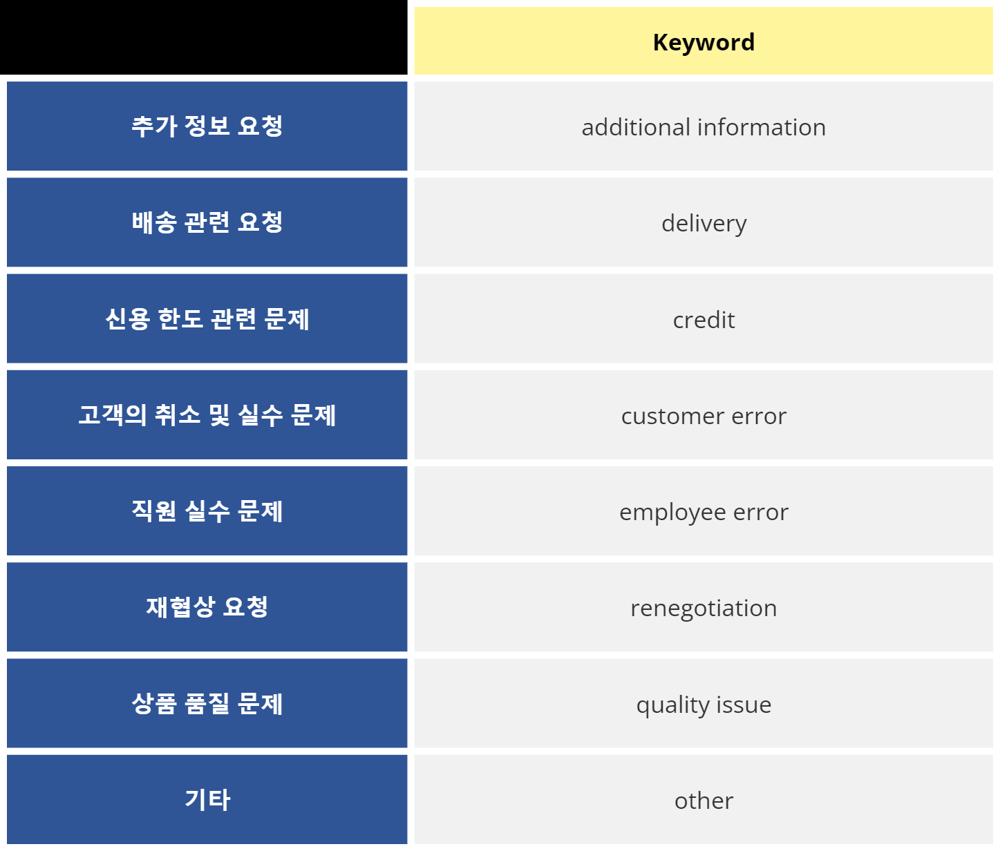 Keyword
추가 정보 요청
additional information
배송 관련 요청
delivery
신용 한도 관련 문제
credit
고객의 취소 및 실수 문제
customer error
직원 실수 문제
employee error
재협상 요청
renegotiation
상품 품질 문제
quality issue
기타
other